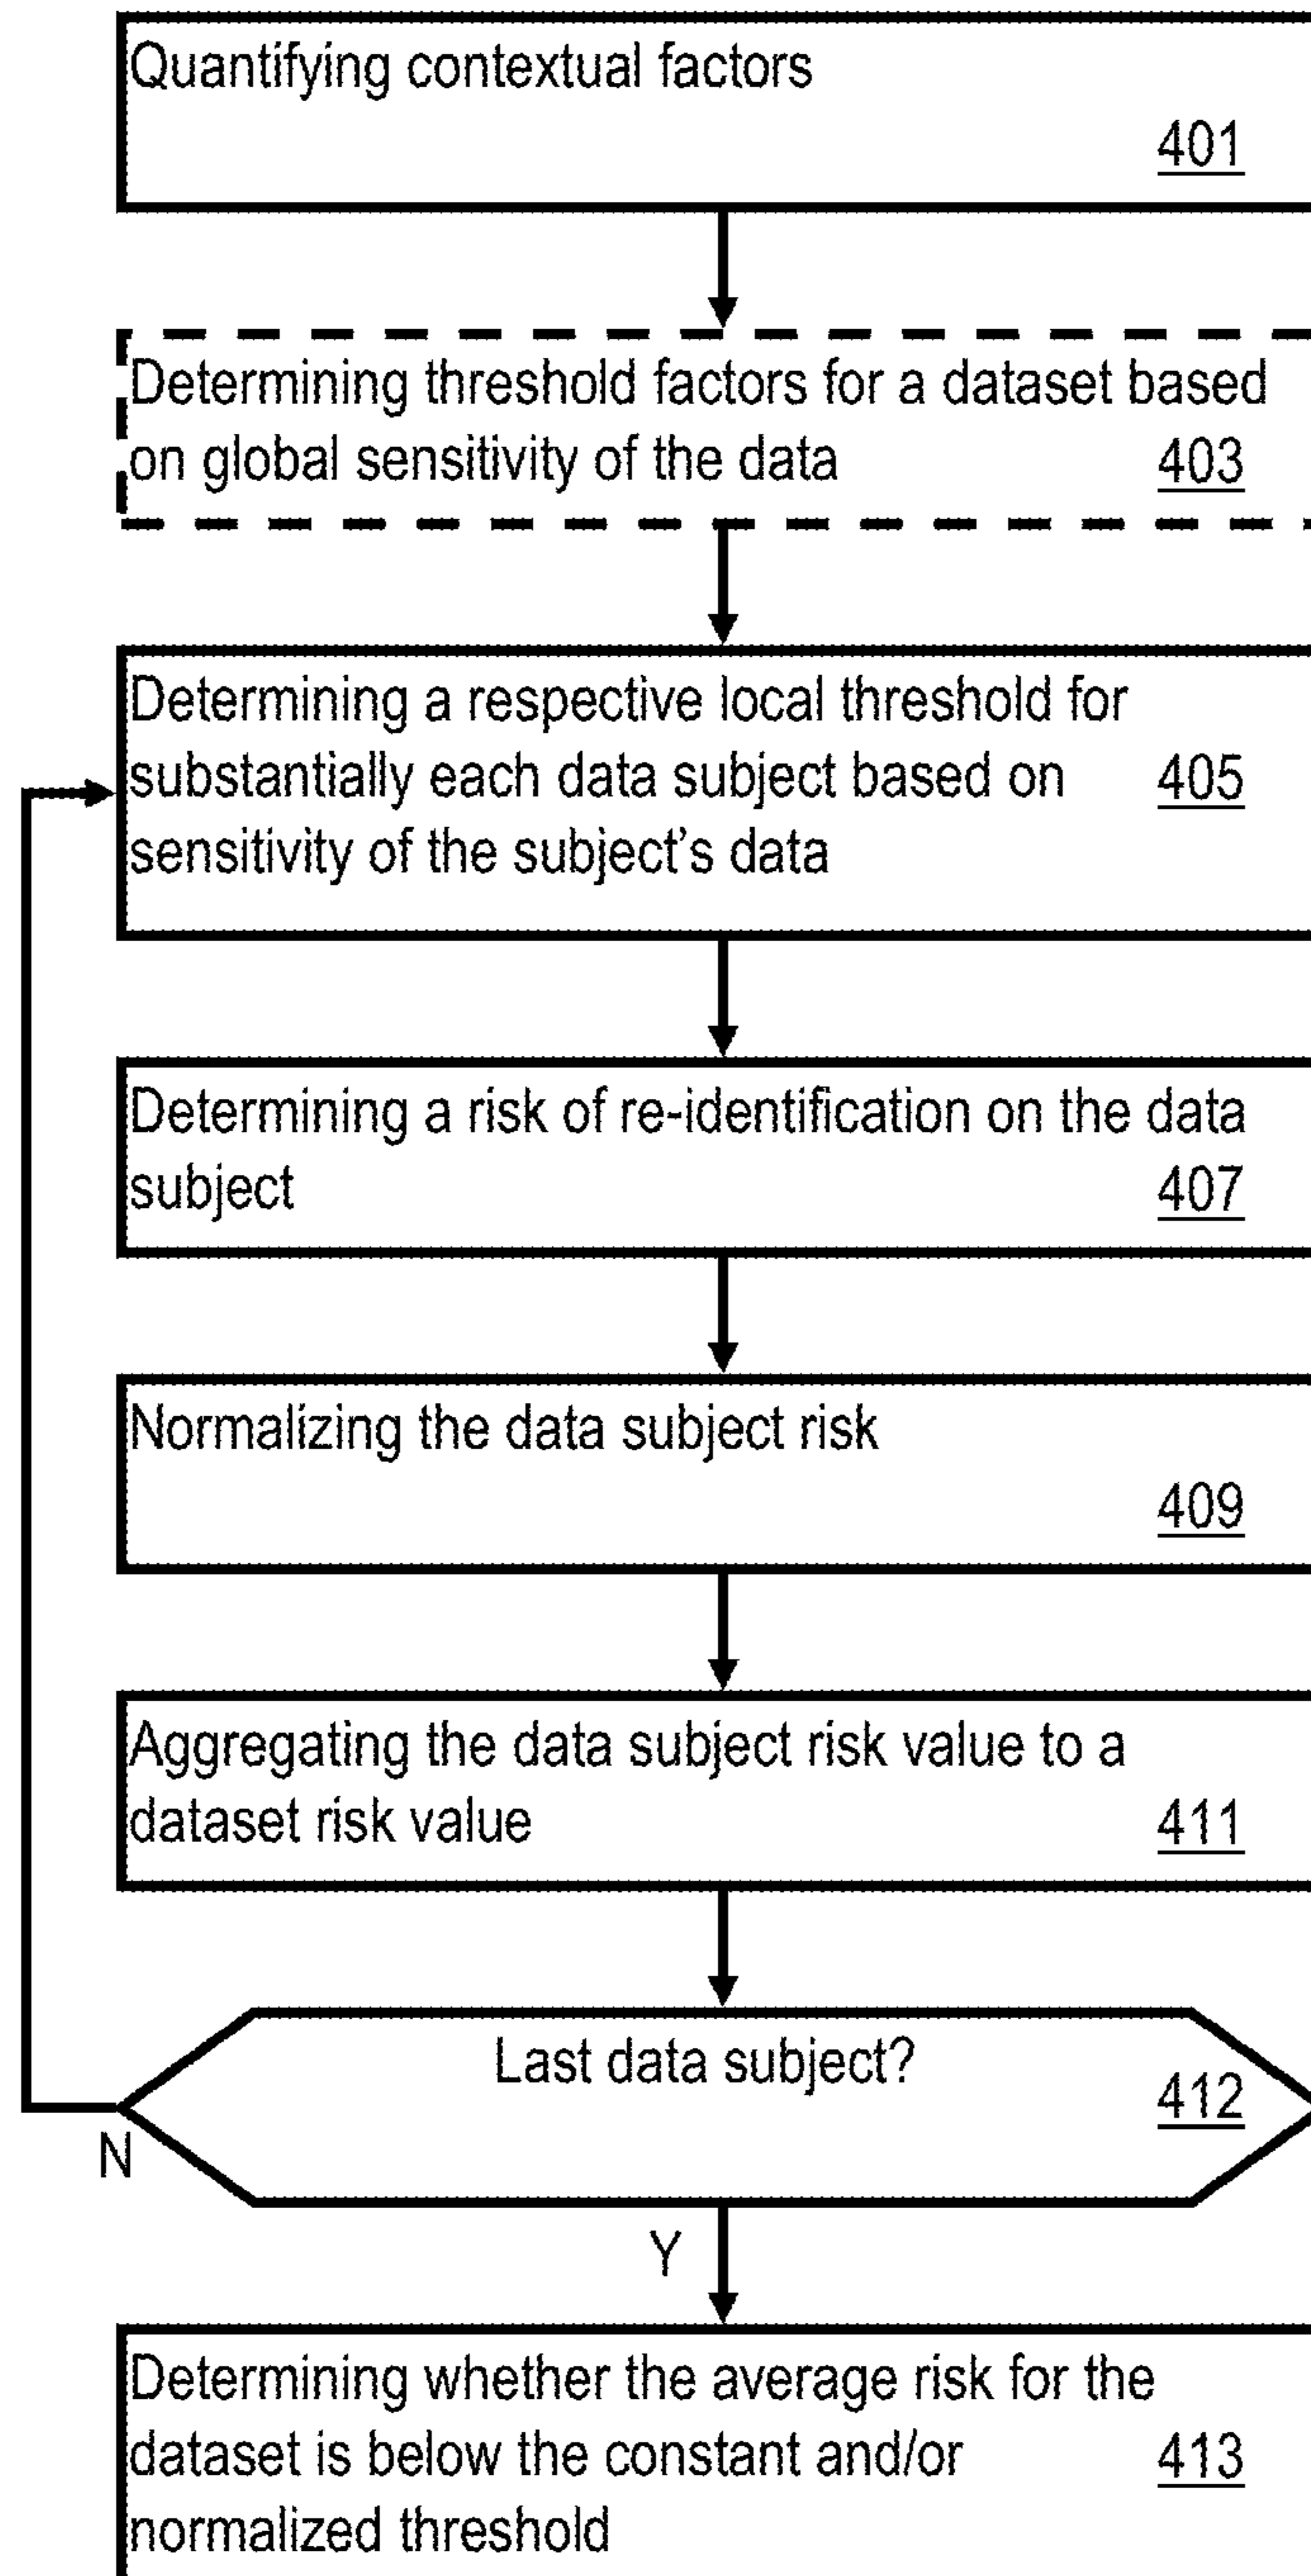 Quantifying contextual factors
401
Determining threshold factors for a dataset based
on global sensitivity of the data 403
Determining a respective local threshold for
substantially each data subject based on 405
sensitivity of the subject's data
Determining a risk of re-identification on the data
subject 407
Normalizing the data subject risk
409
Aggregating the data subject risk value to a
dataset risk value 411
Last data subject?
412
N
Y
Determining whether the average risk for the
dataset is below the constant and/or 413
normalized threshold